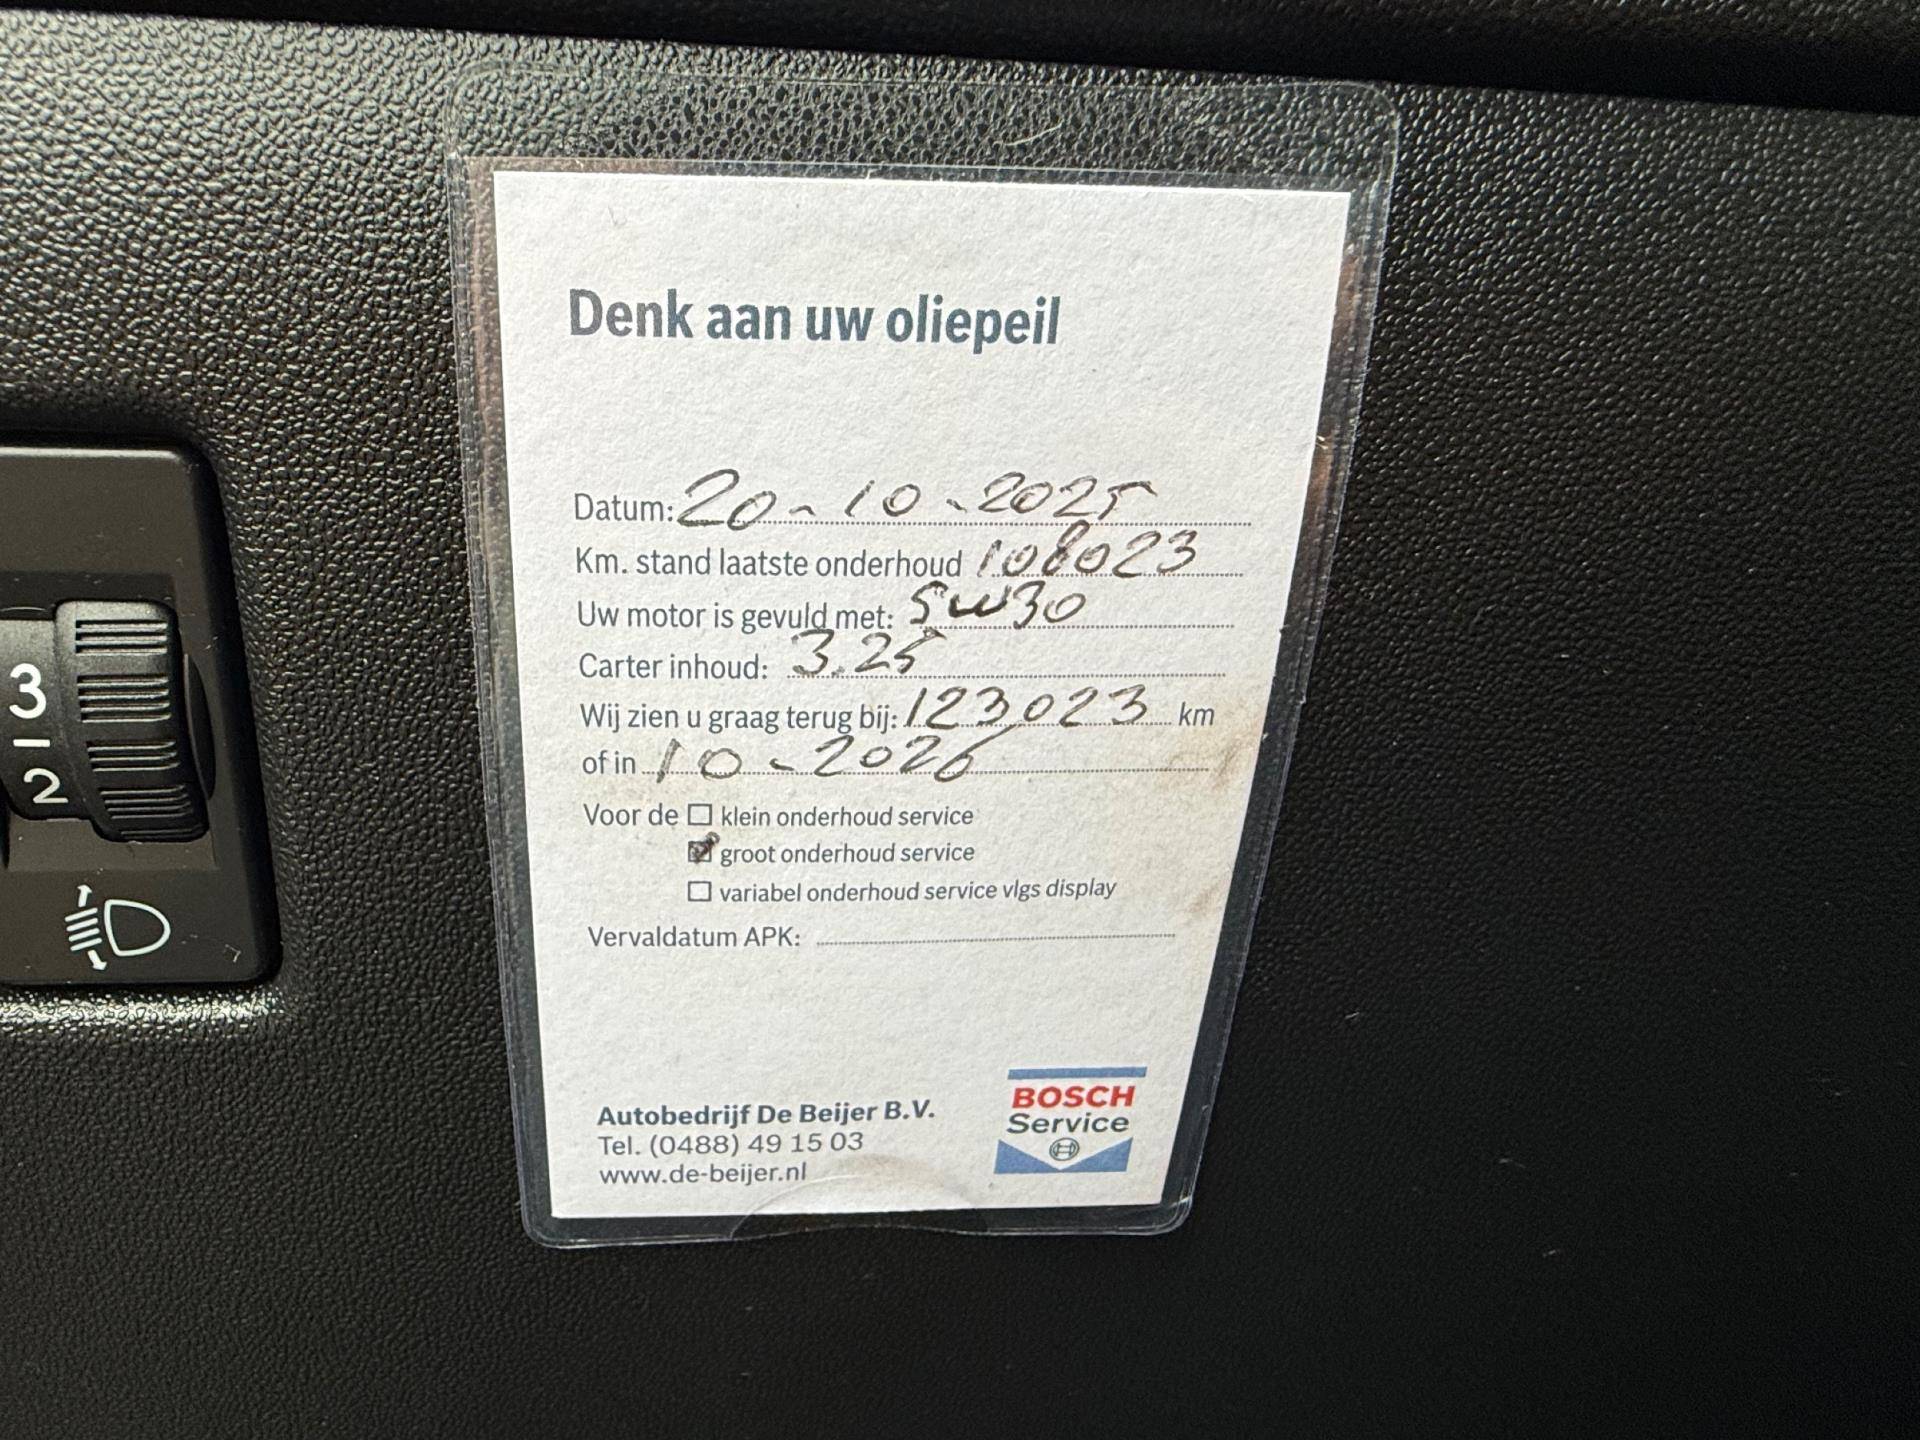 Denk aan uw oliepeil
Datum: 20-10-2025
Km. stand laatste onderhoud 108023
Uw motor is gevuld met: 5W30
Carter inhoud: 3.25
Wij zien u graag terug bij: 123023 km
of in 10-2026
Voor de ☐ klein onderhoud service
☑ groot onderhoud service
☐ variabel onderhoud service vlgs display
Vervaldatum APK:
Autobedrijf De Beijer B.V.
Tel. (0488) 49 15 03
www.de-beijer.nl
BOSCH
Service
3
2